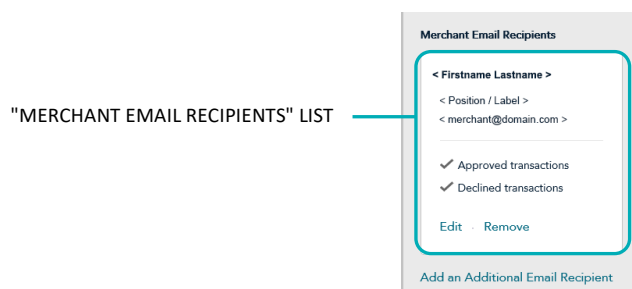 Merchant Email Recipients
< Firstname Lastname >
< Position / Label >
"MERCHANT EMAIL RECIPIENTS" LIST
< merchant@domain.com >
Approved transactions
Declined transactions
Edit · Remove
Add an Additional Email Recipient